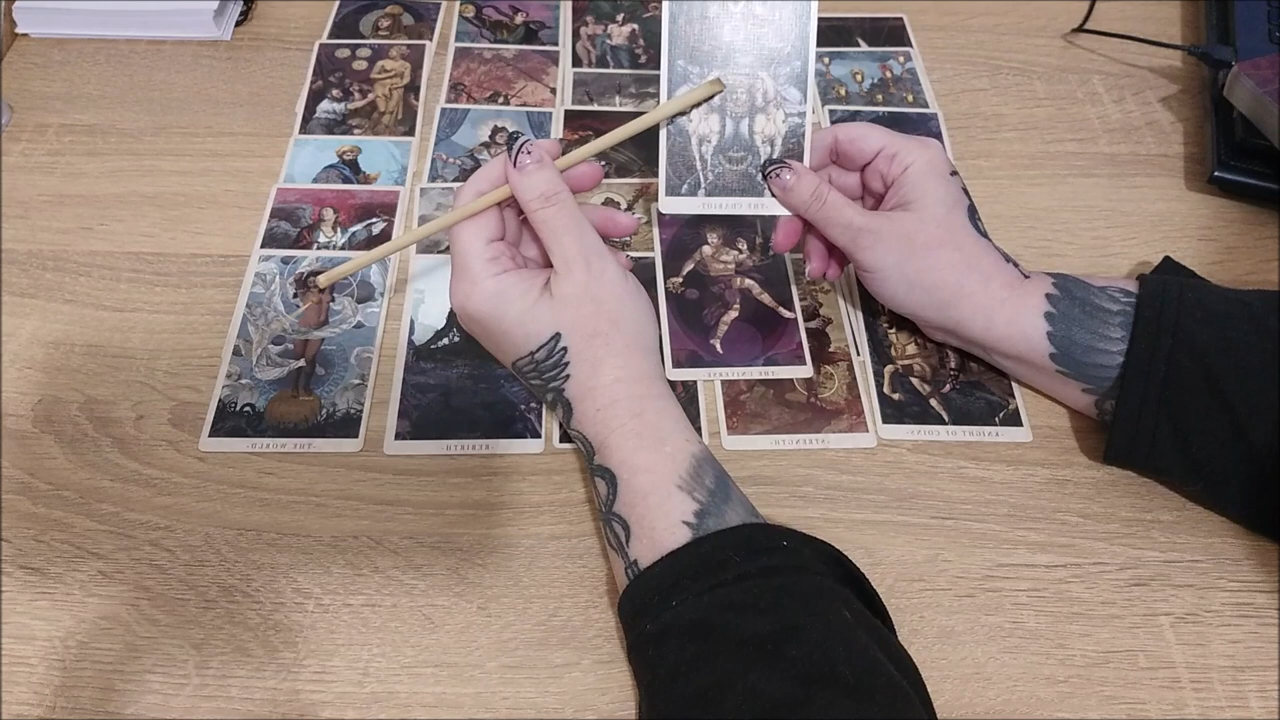 ·THE CHARIOT·
·THE UNIVERSE·
·THE WORLD·
·REBIRTH·
·STRENGTH·
·KNIGHT OF COINS·